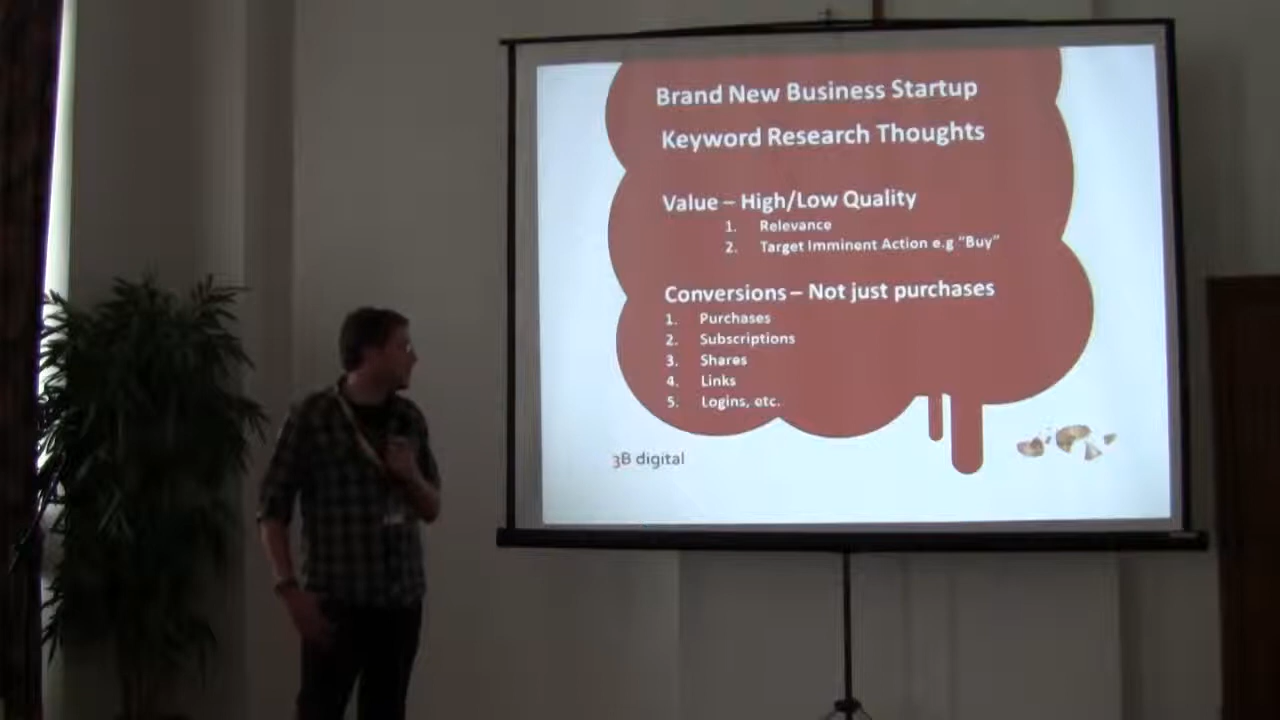 Brand New Business Startup
Keyword Research Thoughts
Value – High/Low Quality
1. Relevance
2. Target Imminent Action e.g “Buy”
Conversions – Not just purchases
1. Purchases
2. Subscriptions
3. Shares
4. Links
5. Logins, etc.
3B digital